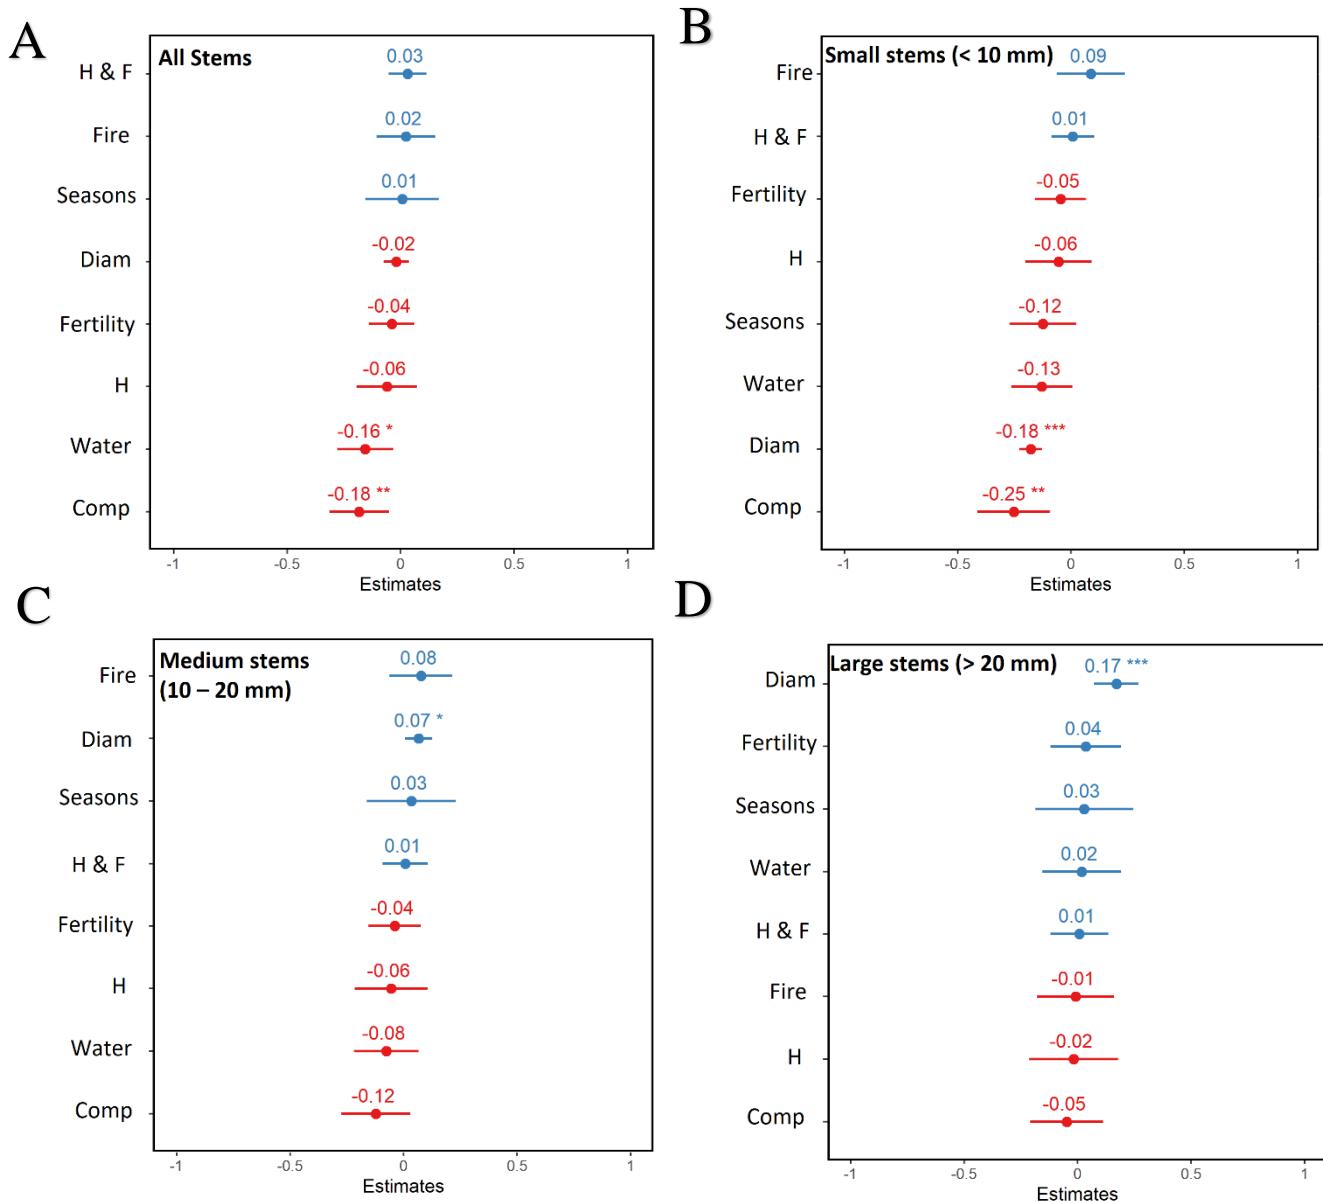 A
All Stems
H & F
0.03
Fire
0.02
Seasons
0.01
Diam
-0.02
Fertility
-0.04
H
-0.06
Water
-0.16 *
Comp
-0.18 **
-1 -0.5 0 0.5 1
Estimates
B
Small stems (< 10 mm)
Fire
0.09
H & F
0.01
Fertility
-0.05
H
-0.06
Seasons
-0.12
Water
-0.13
Diam
-0.18 ***
Comp
-0.25 **
-1 -0.5 0 0.5 1
Estimates
C
Medium stems
(10 – 20 mm)
Fire
0.08
Diam
0.07 *
Seasons
0.03
H & F
0.01
Fertility
-0.04
H
-0.06
Water
-0.08
Comp
-0.12
-1 -0.5 0 0.5 1
Estimates
D
Large stems (> 20 mm)
Diam
0.17 ***
Fertility
0.04
Seasons
0.03
Water
0.02
H & F
0.01
Fire
-0.01
H
-0.02
Comp
-0.05
-1 -0.5 0 0.5 1
Estimates